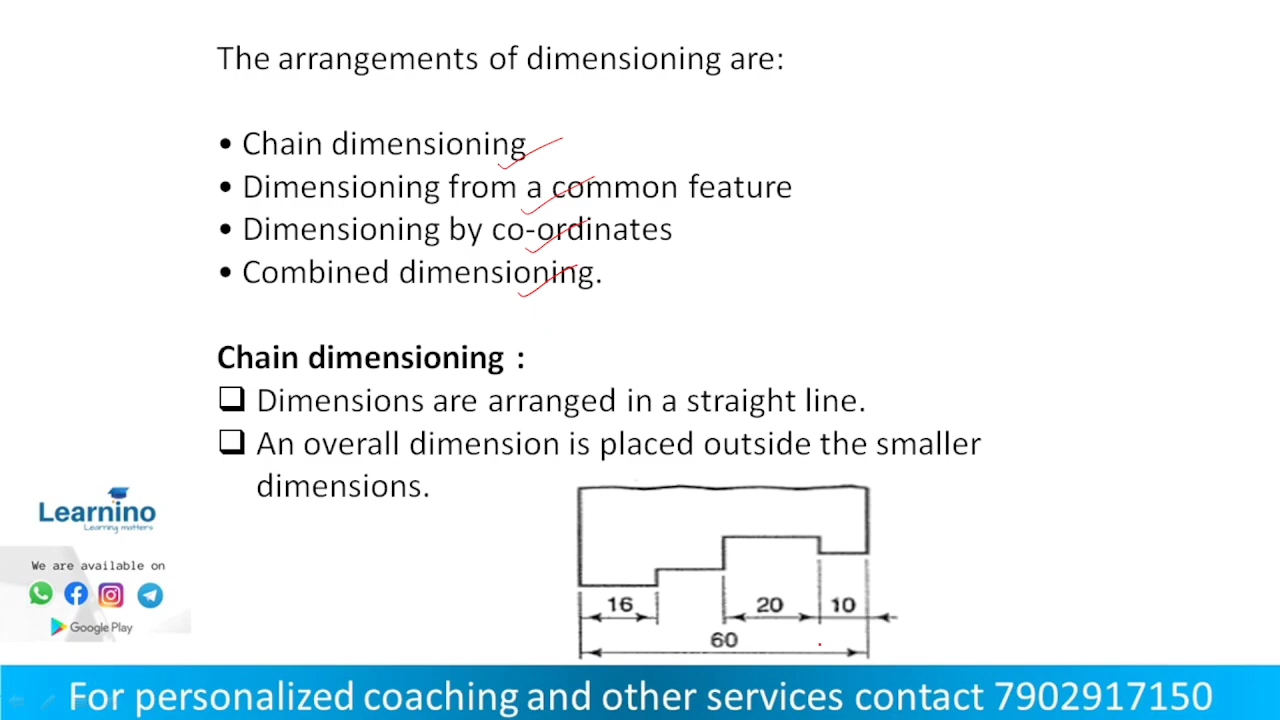 The arrangements of dimensioning are:
• Chain dimensioning
• Dimensioning from a common feature
• Dimensioning by co-ordinates
• Combined dimensioning.
Chain dimensioning :
❑ Dimensions are arranged in a straight line.
❑ An overall dimension is placed outside the smaller
dimensions.
Learnino
Learning matters
We are available on
Google Play
16
20
10
60
For personalized coaching and other services contact 7902917150